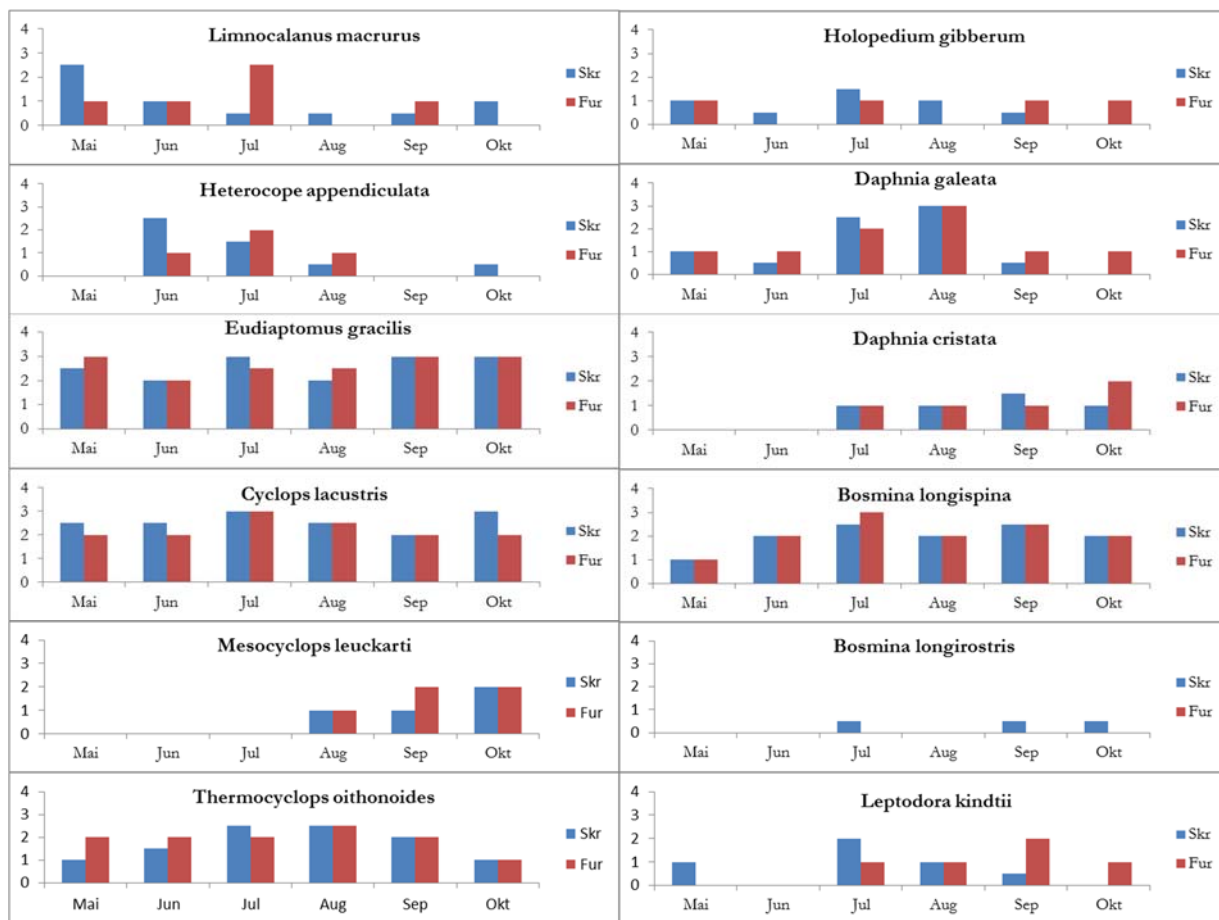 Limnocalanus macrurus
4
3
2
1
0
Mai Jun Jul Aug Sep Okt
Skr
Fur
Heterocope appendiculata
4
3
2
1
0
Mai Jun Jul Aug Sep Okt
Skr
Fur
Eudiaptomus gracilis
4
3
2
1
0
Mai Jun Jul Aug Sep Okt
Skr
Fur
Cyclops lacustris
4
3
2
1
0
Mai Jun Jul Aug Sep Okt
Skr
Fur
Mesocyclops leuckarti
4
3
2
1
0
Mai Jun Jul Aug Sep Okt
Skr
Fur
Thermocyclops oithonoides
4
3
2
1
0
Mai Jun Jul Aug Sep Okt
Skr
Fur
Holopedium gibberum
4
3
2
1
0
Mai Jun Jul Aug Sep Okt
Skr
Fur
Daphnia galeata
4
3
2
1
0
Mai Jun Jul Aug Sep Okt
Skr
Fur
Daphnia cristata
4
3
2
1
0
Mai Jun Jul Aug Sep Okt
Skr
Fur
Bosmina longispina
4
3
2
1
0
Mai Jun Jul Aug Sep Okt
Skr
Fur
Bosmina longirostris
4
3
2
1
0
Mai Jun Jul Aug Sep Okt
Skr
Fur
Leptodora kindtii
4
3
2
1
0
Mai Jun Jul Aug Sep Okt
Skr
Fur